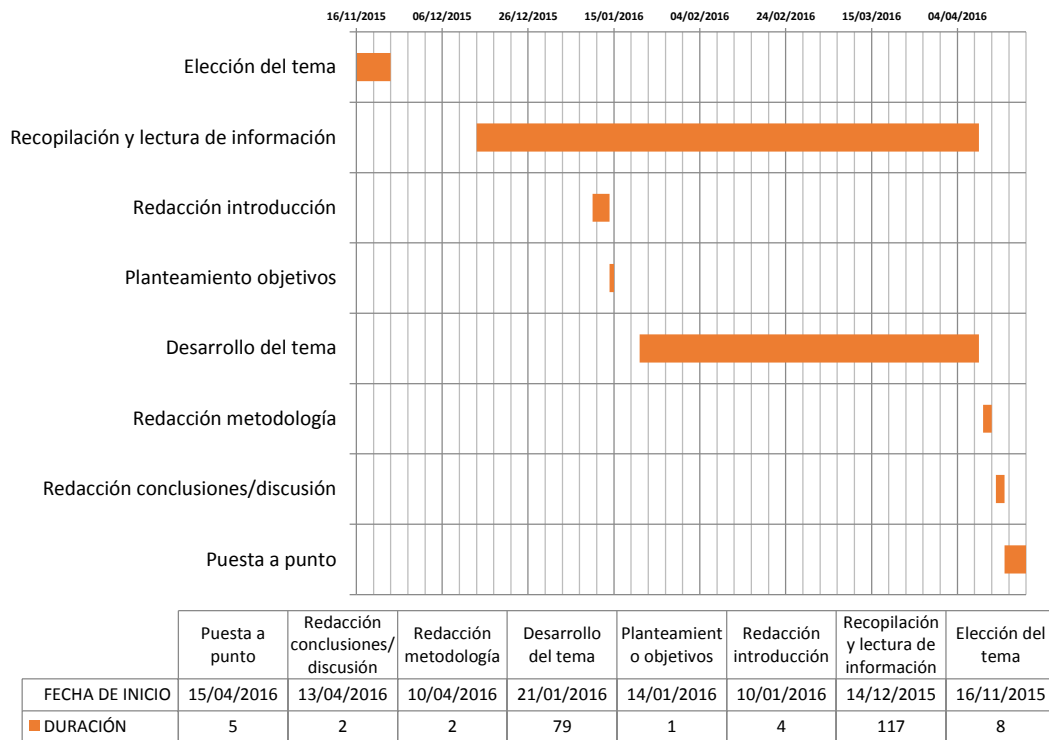 16/11/2015 06/12/2015 26/12/2015 15/01/2016 04/02/2016 24/02/2016 15/03/2016 04/04/2016
Elección del tema
Recopilación y lectura de información
Redacción introducción
Planteamiento objetivos
Desarrollo del tema
Redacción metodología
Redacción conclusiones/discusión
Puesta a punto
Puesta a
punto
Redacción
conclusiones/
discusión
Redacción
metodología
Desarrollo
del tema
Planteamient
o objetivos
Redacción
introducción
Recopilación
y lectura de
información
Elección del
tema
FECHA DE INICIO 15/04/2016 13/04/2016 10/04/2016 21/01/2016 14/01/2016 10/01/2016 14/12/2015 16/11/2015
DURACIÓN 5 2 2 79 1 4 117 8